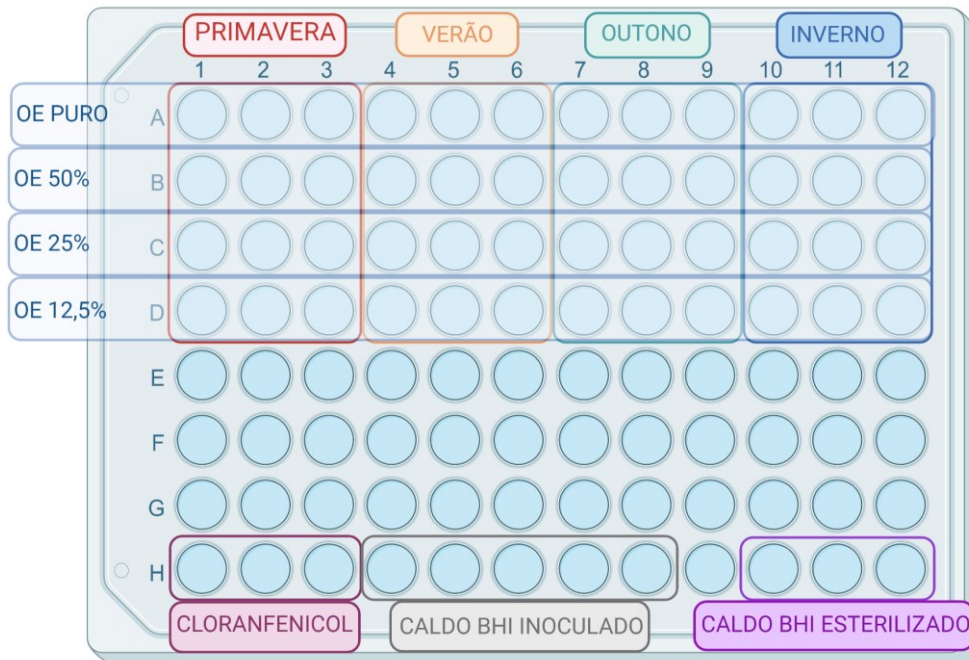 PRIMAVERA VERÃO OUTONO INVERNO
1 2 3 4 5 6 7 8 9 10 11 12
OE PURO A
OE 50% B
OE 25% C
OE 12,5% D
E
F
G
H
CLORANFENICOL CALDO BHI INOCULADO CALDO BHI ESTERILIZADO